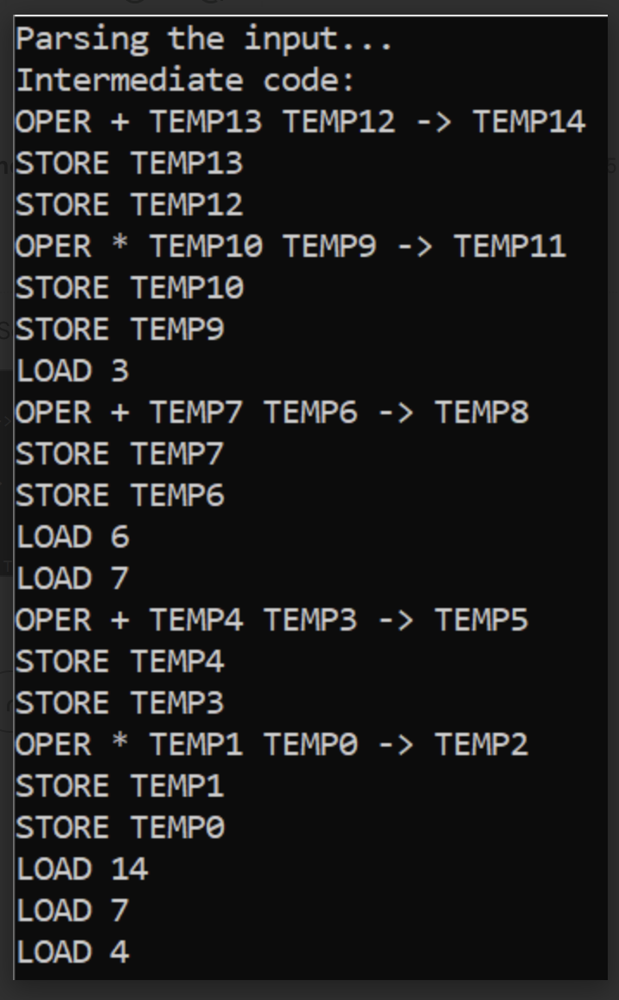 Parsing the input...
Intermediate code:
OPER + TEMP13 TEMP12 -> TEMP14
STORE TEMP13
STORE TEMP12
OPER * TEMP10 TEMP9 -> TEMP11
STORE TEMP10
STORE TEMP9
LOAD 3
OPER + TEMP7 TEMP6 -> TEMP8
STORE TEMP7
STORE TEMP6
LOAD 6
LOAD 7
OPER + TEMP4 TEMP3 -> TEMP5
STORE TEMP4
STORE TEMP3
OPER * TEMP1 TEMP0 -> TEMP2
STORE TEMP1
STORE TEMP0
LOAD 14
LOAD 7
LOAD 4